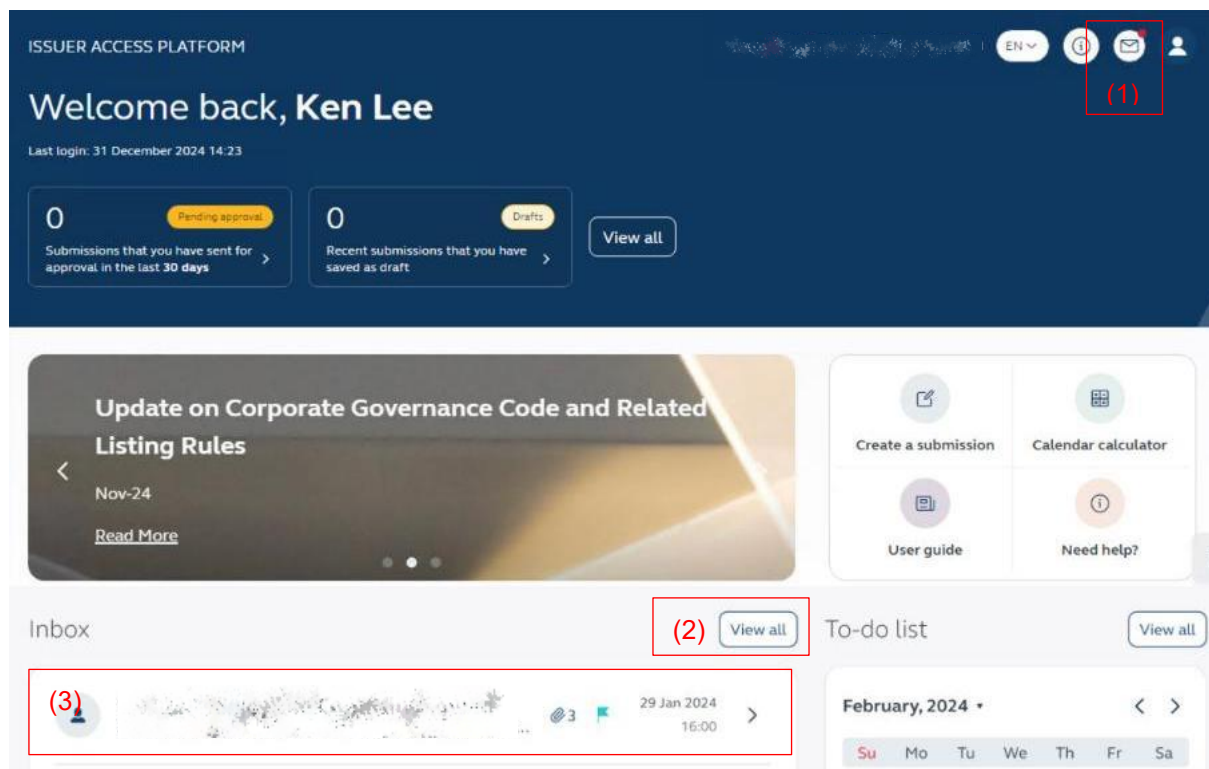 ISSUER ACCESS PLATFORM
EN
(1)
Welcome back, Ken Lee
Last login: 31 December 2024 14:23
0
Pending approval
Submissions that you have sent for
approval in the last 30 days
0
Drafts
Recent submissions that you have
saved as draft
View all
Update on Corporate Governance Code and Related
Listing Rules
Nov-24
Read More
Create a submission
Calendar calculator
User guide
Need help?
Inbox
(2)
View all
To-do list
View all
(3)
3
29 Jan 2024
16:00
February, 2024
Su Mo Tu We Th Fr Sa